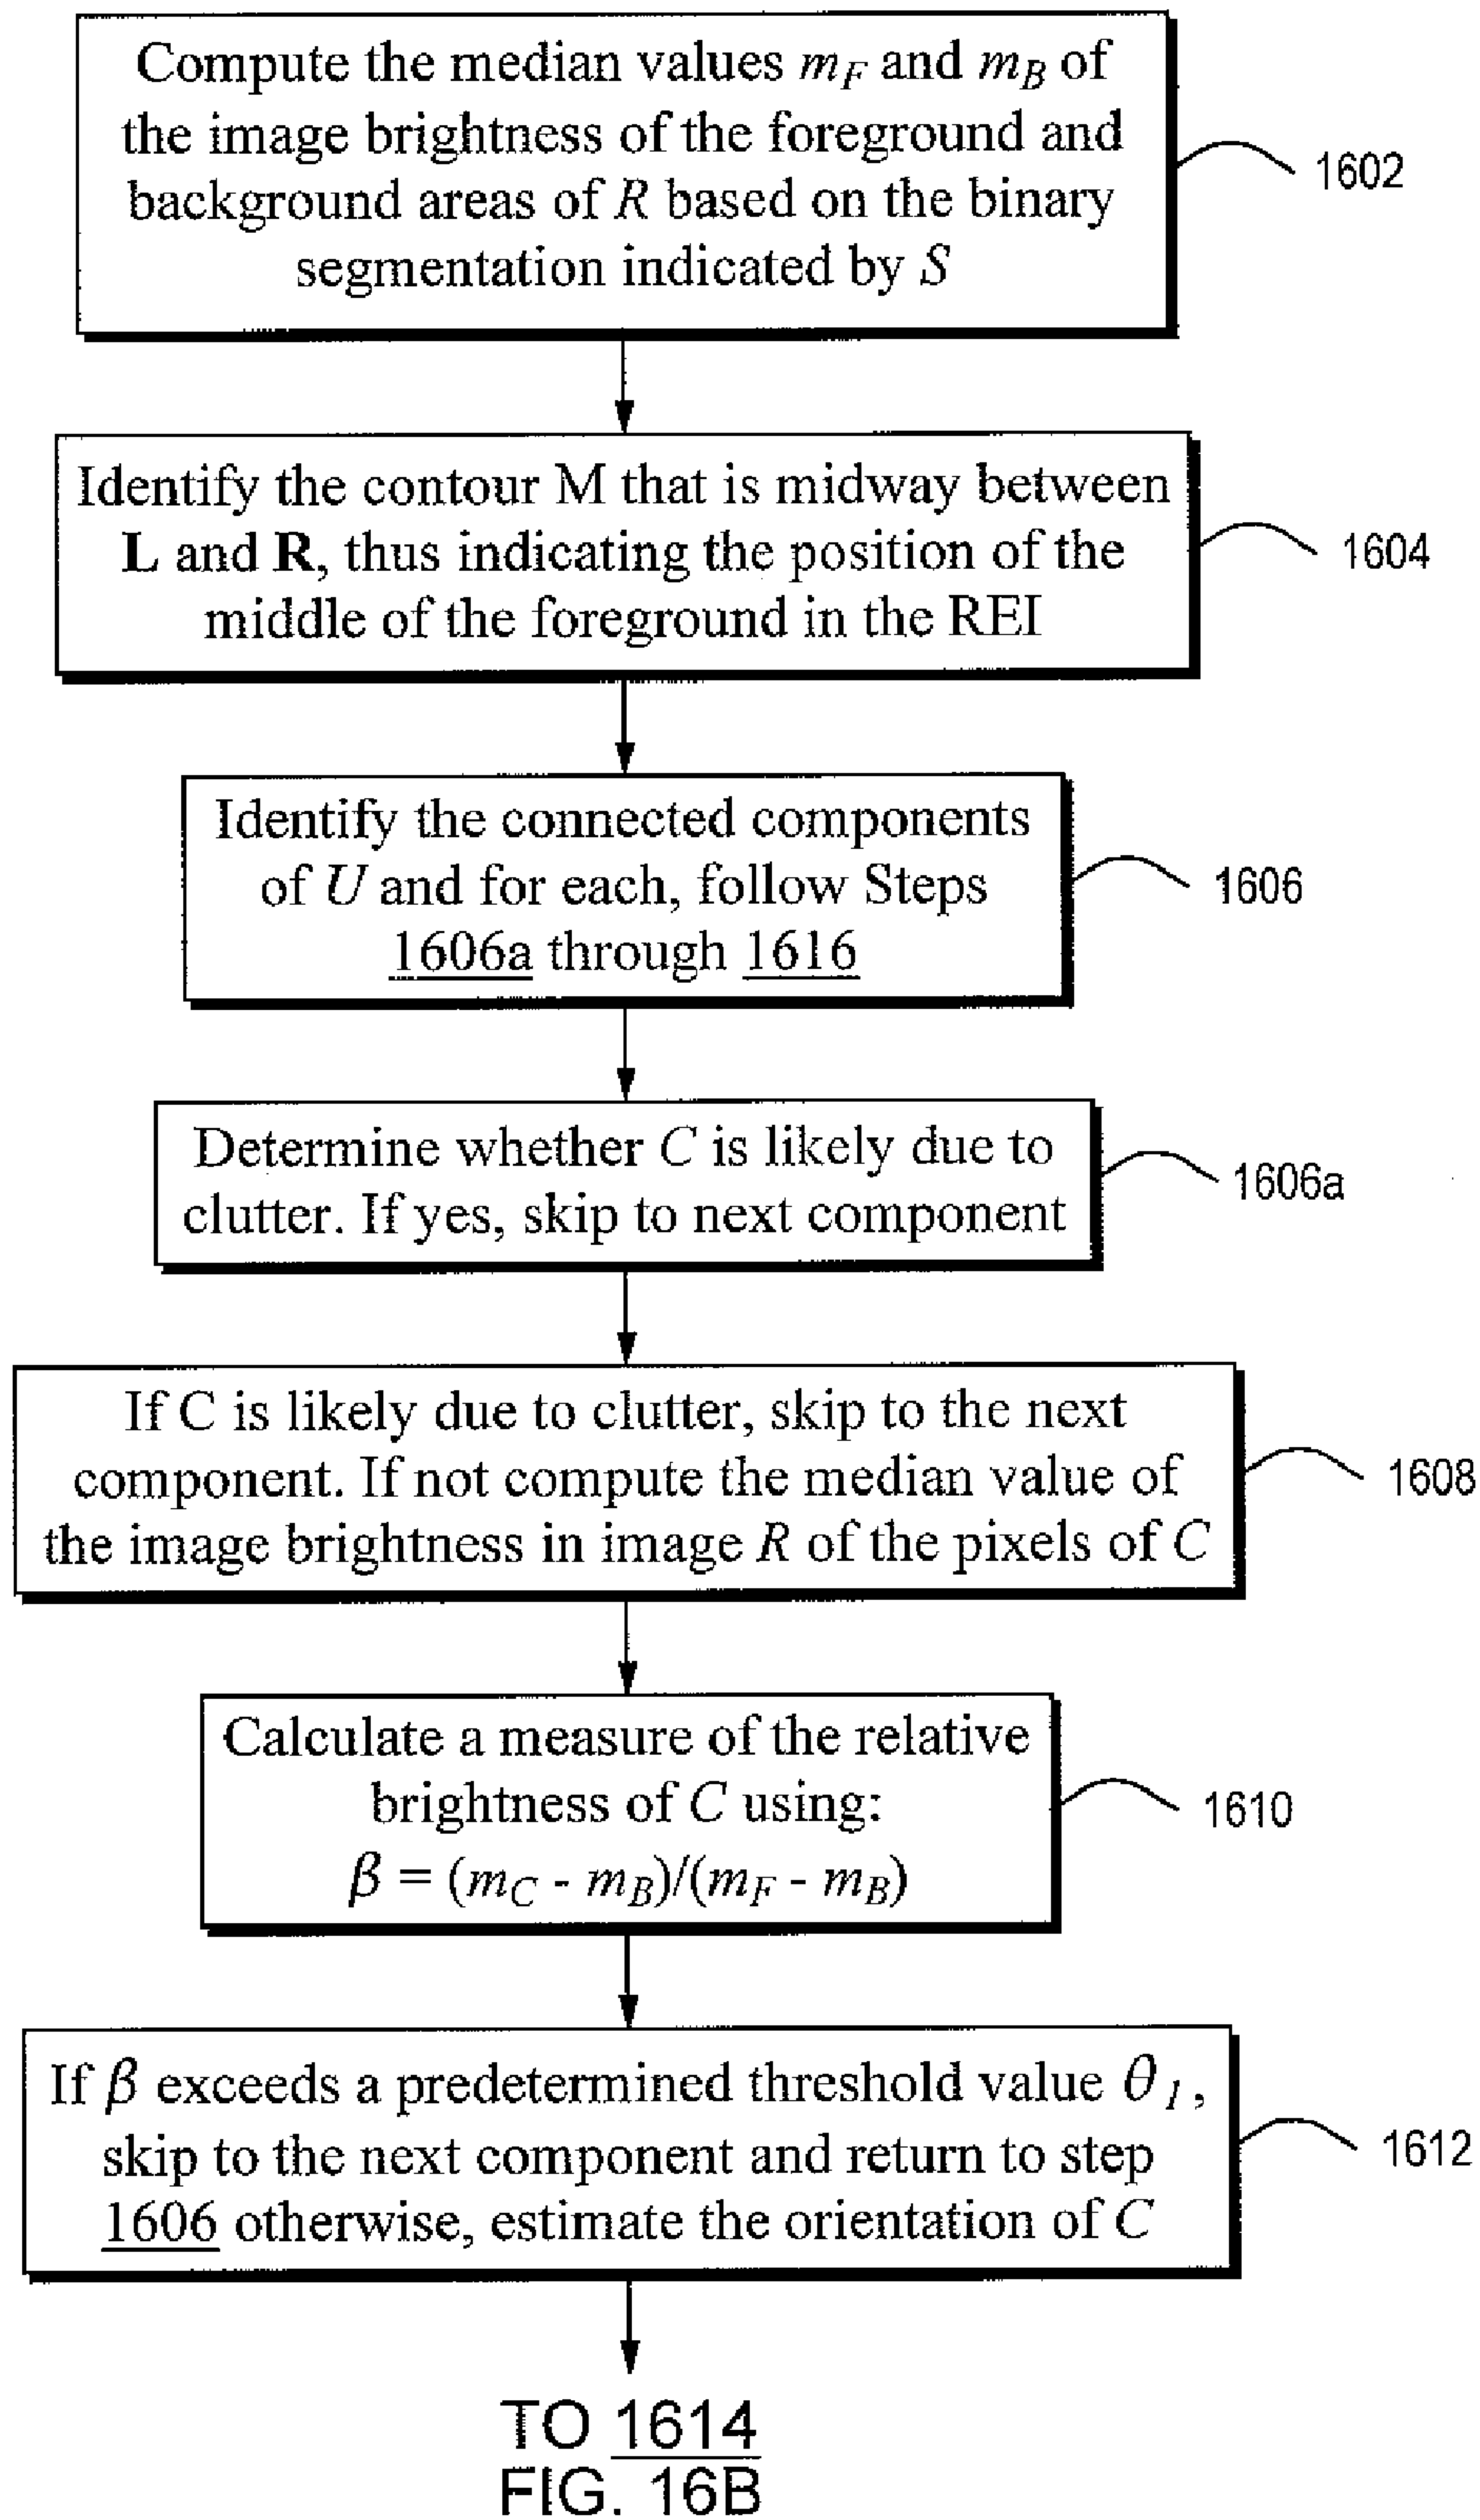 Compute the median values m_F and m_B of
the image brightness of the foreground and
background areas of R based on the binary
segmentation indicated by S
1602
Identify the contour M that is midway between
L and R, thus indicating the position of the
middle of the foreground in the REI
1604
Identify the connected components
of U and for each, follow Steps
1606a through 1616
1606
Determine whether C is likely due to
clutter. If yes, skip to next component
1606a
If C is likely due to clutter, skip to the next
component. If not compute the median value of
the image brightness in image R of the pixels of C
1608
Calculate a measure of the relative
brightness of C using:
β = (m_C - m_B)/(m_F - m_B)
1610
If β exceeds a predetermined threshold value θ_1,
skip to the next component and return to step
1606 otherwise, estimate the orientation of C
1612
TO 1614
FIG. 16B